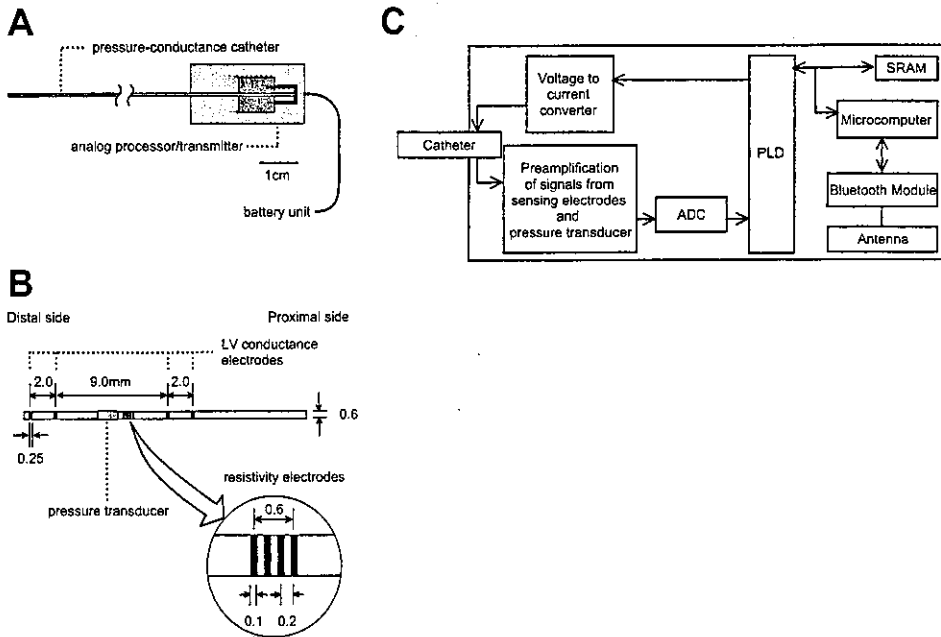 A
pressure-conductance catheter
analog processor/transmitter
1cm
battery unit
B
Distal side
Proximal side
LV conductance
electrodes
2.0
9.0mm
2.0
0.6
0.25
pressure transducer
resistivity electrodes
0.6
0.1
0.2
C
Voltage to
current
converter
Catheter
Preamplification
of signals from
sensing electrodes
and
pressure transducer
ADC
PLD
SRAM
Microcomputer
Bluetooth Module
Antenna